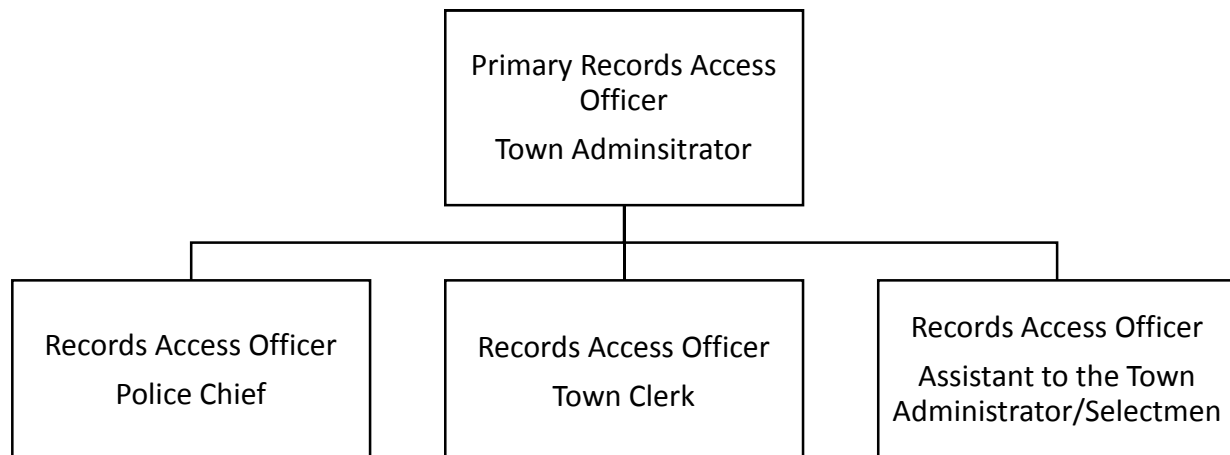 Primary Records Access
Officer
Town Adminsitrator
Records Access Officer
Police Chief
Records Access Officer
Town Clerk
Records Access Officer
Assistant to the Town
Administrator/Selectmen